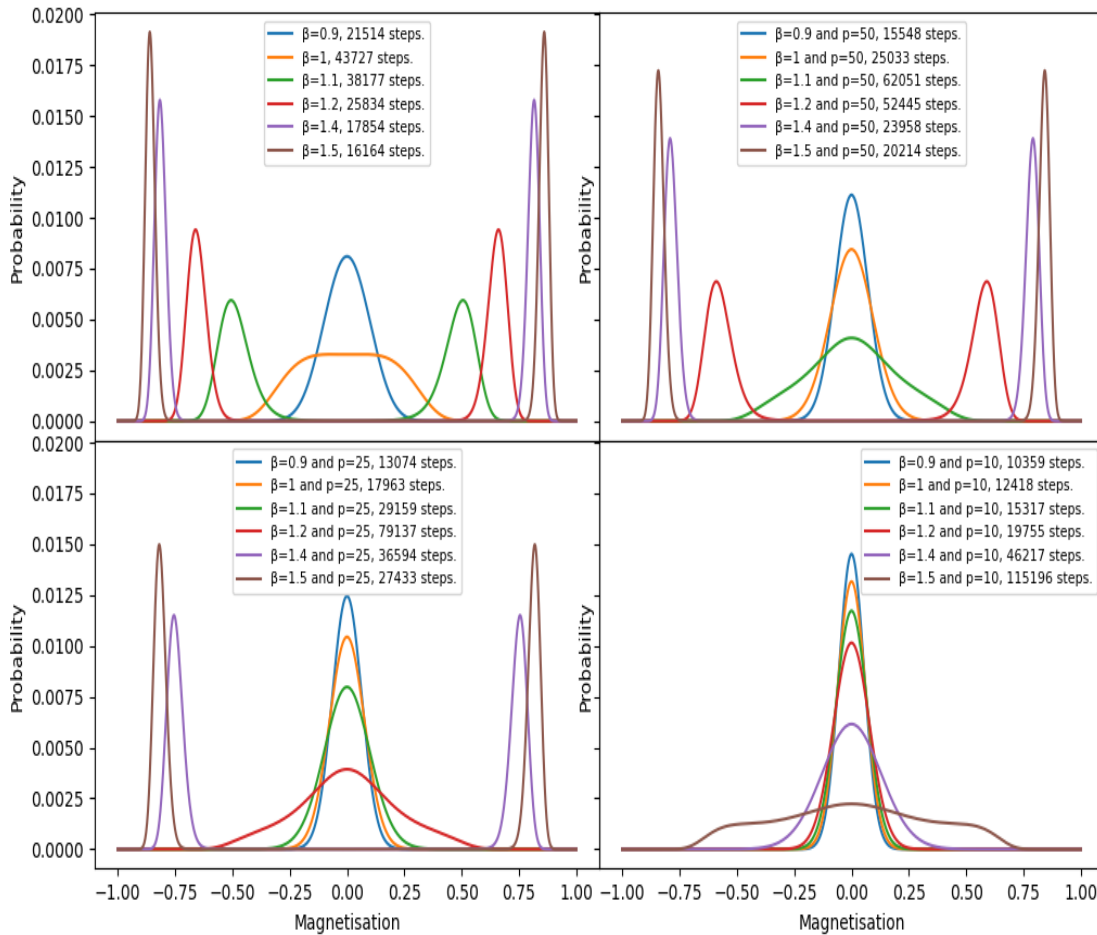 0.0200
0.0175
0.0150
0.0125
0.0100
0.0075
0.0050
0.0025
0.0000
Probability
β=0.9, 21514 steps.
β=1, 43727 steps.
β=1.1, 38177 steps.
β=1.2, 25834 steps.
β=1.4, 17854 steps.
β=1.5, 16164 steps.
Probability
β=0.9 and p=50, 15548 steps.
β=1 and p=50, 25033 steps.
β=1.1 and p=50, 62051 steps.
β=1.2 and p=50, 52445 steps.
β=1.4 and p=50, 23958 steps.
β=1.5 and p=50, 20214 steps.
0.0200
0.0175
0.0150
0.0125
0.0100
0.0075
0.0050
0.0025
0.0000
Probability
β=0.9 and p=25, 13074 steps.
β=1 and p=25, 17963 steps.
β=1.1 and p=25, 29159 steps.
β=1.2 and p=25, 79137 steps.
β=1.4 and p=25, 36594 steps.
β=1.5 and p=25, 27433 steps.
−1.00 −0.75 −0.50 −0.25 0.00 0.25 0.50 0.75 1.00
Magnetisation
Probability
β=0.9 and p=10, 10359 steps.
β=1 and p=10, 12418 steps.
β=1.1 and p=10, 15317 steps.
β=1.2 and p=10, 19755 steps.
β=1.4 and p=10, 46217 steps.
β=1.5 and p=10, 115196 steps.
−1.00 −0.75 −0.50 −0.25 0.00 0.25 0.50 0.75 1.00
Magnetisation